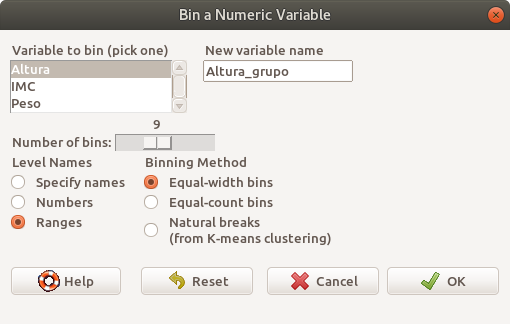 Bin a Numeric Variable
Variable to bin (pick one)
Altura
IMC
Peso
New variable name
Altura_grupo
9
Number of bins:
Level Names
Specify names
Numbers
Ranges
Binning Method
Equal-width bins
Equal-count bins
Natural breaks
(from K-means clustering)
Help
Reset
Cancel
OK